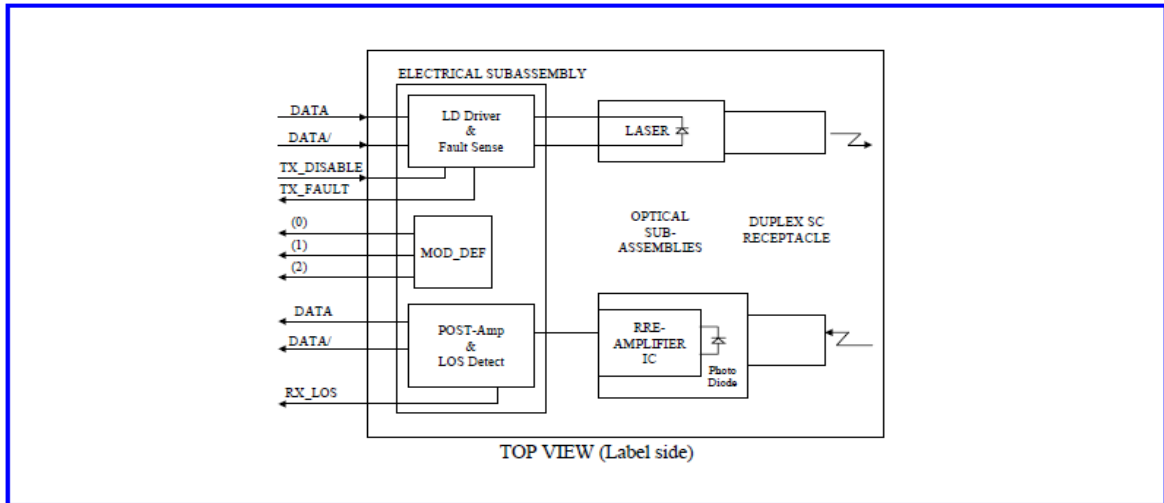 ELECTRICAL SUBASSEMBLY
DATA
DATA/
TX_DISABLE
TX_FAULT
LD Driver
&
Fault Sense
LASER
(0)
(1)
(2)
MOD_DEF
OPTICAL
SUB-
ASSEMBLIES
DUPLEX SC
RECEPTACLE
DATA
DATA/
RX_LOS
POST-Amp
&
LOS Detect
RRE-
AMPLIFIER
IC
Photo
Diode
TOP VIEW (Label side)